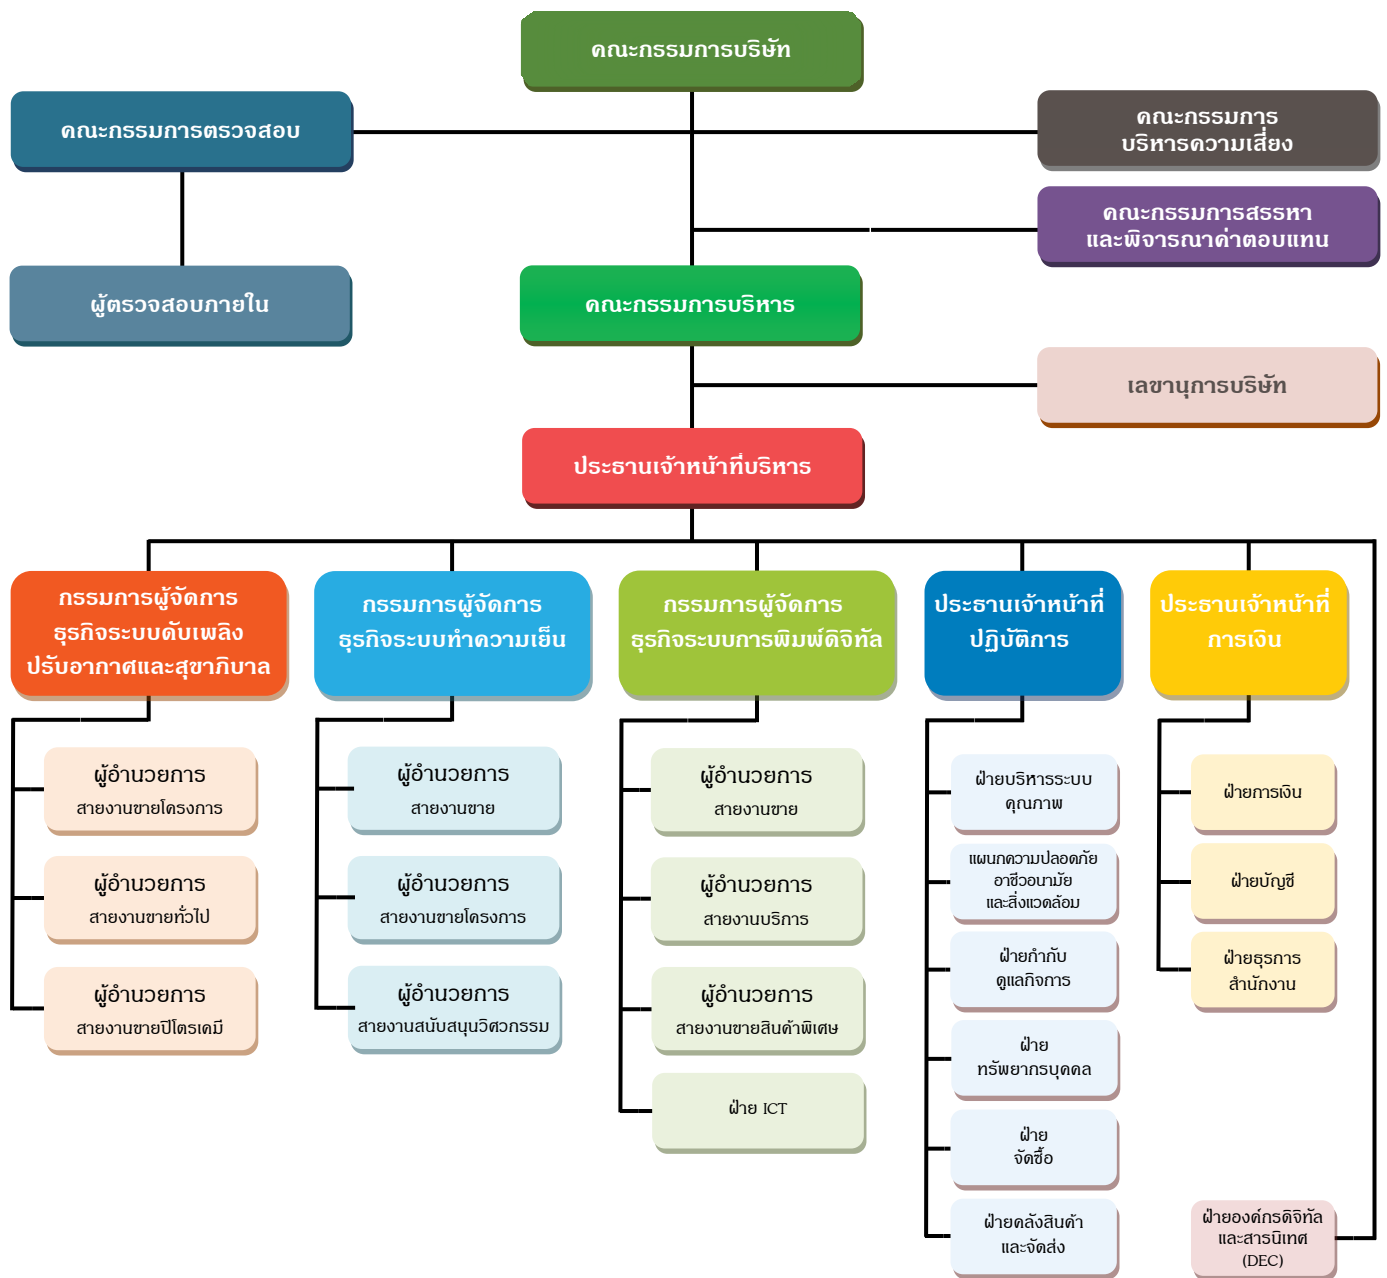 คณะกรรมการบริษัท
คณะกรรมการตรวจสอบ
คณะกรรมการ
บริหารความเสี่ยง
คณะกรรมการสรรหา
และพิจารณาค่าตอบแทน
ผู้ตรวจสอบภายใน
คณะกรรมการบริหาร
เลขานุการบริษัท
ประธานเจ้าหน้าที่บริหาร
กรรมการผู้จัดการ
ธุรกิจระบบดับเพลิง
ปรับอากาศและสุขาภิบาล
กรรมการผู้จัดการ
ธุรกิจระบบทำความเย็น
กรรมการผู้จัดการ
ธุรกิจระบบการพิมพ์ดิจิทัล
ประธานเจ้าหน้าที่
ปฏิบัติการ
ประธานเจ้าหน้าที่
การเงิน
ผู้อำนวยการ
สายงานขายโครงการ
ผู้อำนวยการ
สายงานขายทั่วไป
ผู้อำนวยการ
สายงานขายปิโตรเคมี
ผู้อำนวยการ
สายงานขาย
ผู้อำนวยการ
สายงานขายโครงการ
ผู้อำนวยการ
สายงานสนับสนุนวิศวกรรม
ผู้อำนวยการ
สายงานขาย
ผู้อำนวยการ
สายงานบริการ
ผู้อำนวยการ
สายงานขายสินค้าพิเศษ
ฝ่าย ICT
ฝ่ายบริหารระบบ
คุณภาพ
แผนกความปลอดภัย
อาชีวอนามัย
และสิ่งแวดล้อม
ฝ่ายกำกับ
ดูแลกิจการ
ฝ่าย
ทรัพยากรบุคคล
ฝ่าย
จัดซื้อ
ฝ่ายคลังสินค้า
และจัดส่ง
ฝ่ายการเงิน
ฝ่ายบัญชี
ฝ่ายธุรการ
สำนักงาน
ฝ่ายองค์กรดิจิทัล
และสารนิเทศ
(DEC)